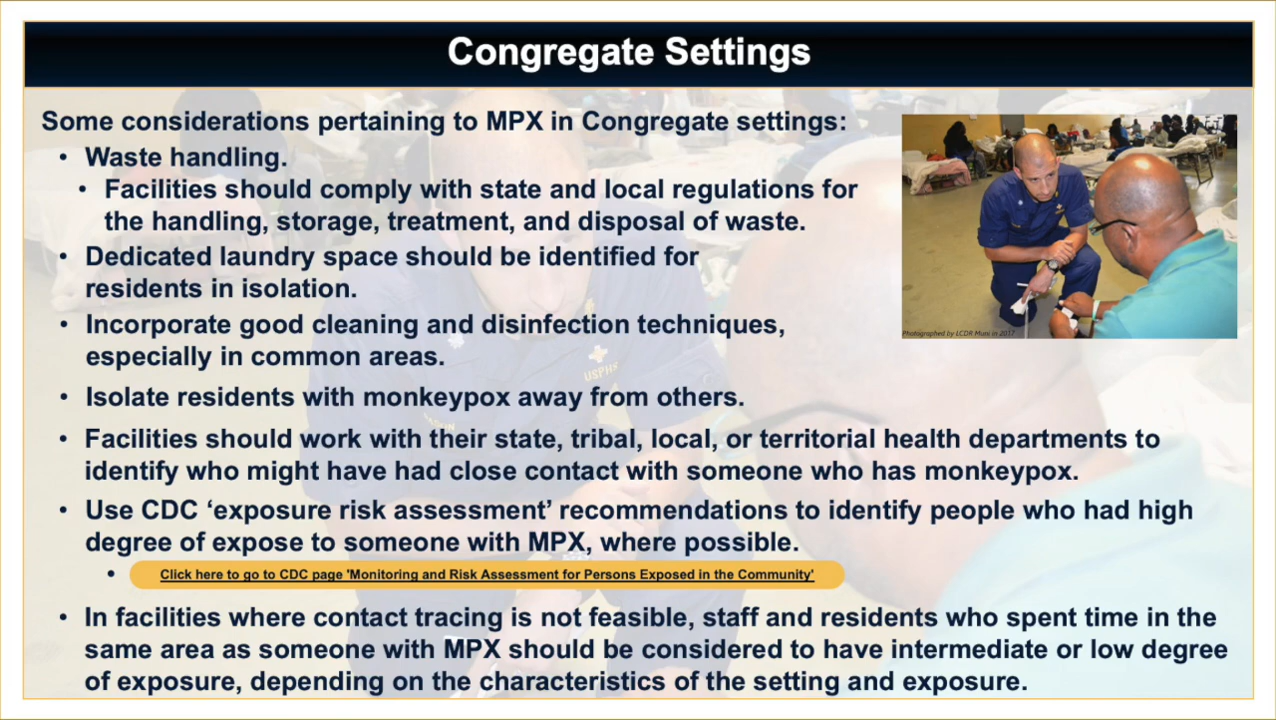 Congregate Settings
Some considerations pertaining to MPX in Congregate settings:
• Waste handling.
• Facilities should comply with state and local regulations for
the handling, storage, treatment, and disposal of waste.
• Dedicated laundry space should be identified for
residents in isolation.
• Incorporate good cleaning and disinfection techniques,
especially in common areas.
• Isolate residents with monkeypox away from others.
• Facilities should work with their state, tribal, local, or territorial health departments to
identify who might have had close contact with someone who has monkeypox.
• Use CDC ‘exposure risk assessment’ recommendations to identify people who had high
degree of expose to someone with MPX, where possible.
• Click here to go to CDC page 'Monitoring and Risk Assessment for Persons Exposed in the Community'
• In facilities where contact tracing is not feasible, staff and residents who spent time in the
same area as someone with MPX should be considered to have intermediate or low degree
of exposure, depending on the characteristics of the setting and exposure.
Photographed by LCDR Muni in 2017
USPHS